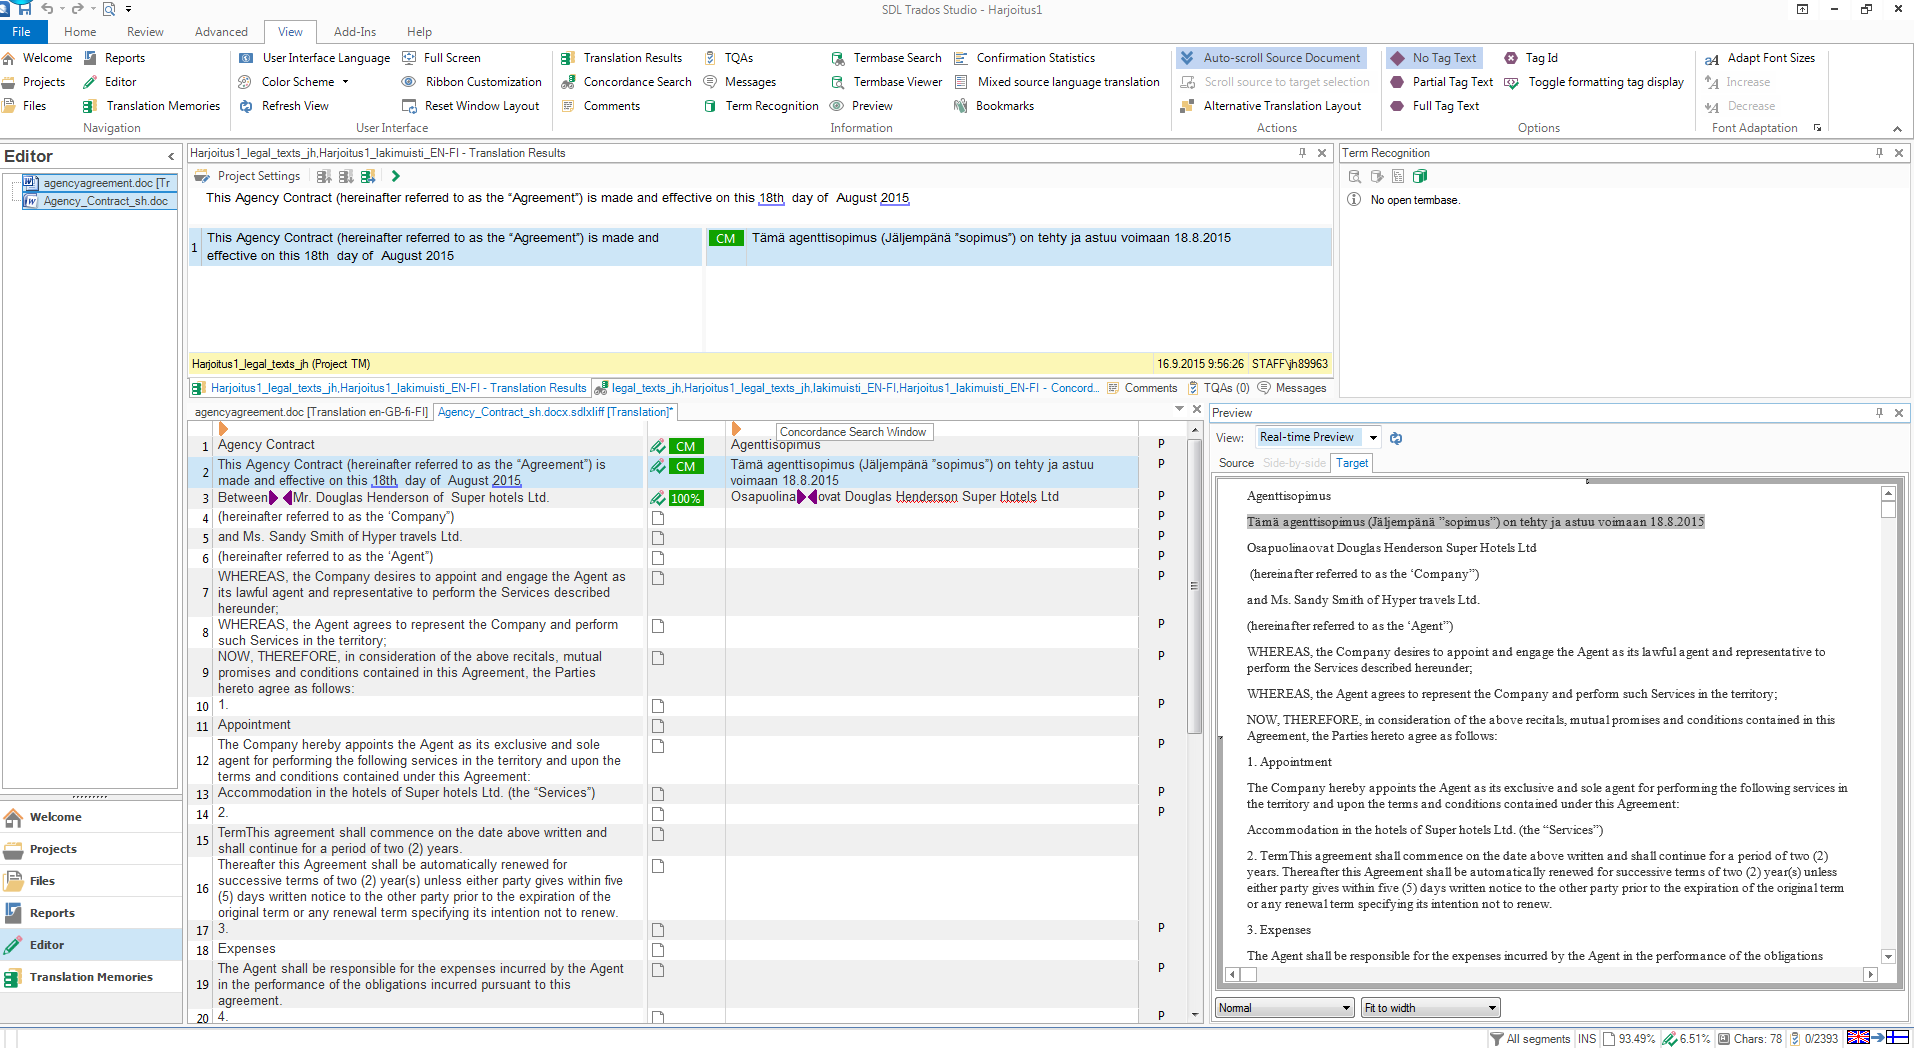 SDL Trados Studio - Harjoitus1
File Home Review Advanced View Add-Ins Help
Welcome Reports User Interface Language Full Screen Translation Results TQAs Termbase Search Confirmation Statistics Auto-scroll Source Document No Tag Text Tag Id Adapt Font Sizes
Projects Editor Color Scheme Ribbon Customization Concordance Search Messages Termbase Viewer Mixed source language translation Scroll source to target selection Partial Tag Text Toggle formatting tag display Increase
Files Translation Memories Refresh View Reset Window Layout Comments Term Recognition Preview Bookmarks Alternative Translation Layout Full Tag Text Decrease
Navigation User Interface Information Actions Options Font Adaptation
Editor
agencyagreement.doc [Tr
Agency_Contract_sh.doc
Harjoitus1_legal_texts_jh,Harjoitus1_lakimuisti_EN-FI - Translation Results
Project Settings
This Agency Contract (hereinafter referred to as the “Agreement”) is made and effective on this 18th day of August 2015
1 This Agency Contract (hereinafter referred to as the “Agreement”) is made and
effective on this 18th day of August 2015
CM Tämä agenttisopimus (Jäljempänä ”sopimus”) on tehty ja astuu voimaan 18.8.2015
Harjoitus1_legal_texts_jh (Project TM) 16.9.2015 9:56:26 STAFF\jh89963
Harjoitus1_legal_texts_jh,Harjoitus1_lakimuisti_EN-FI - Translation Results legal_texts_jh,Harjoitus1_legal_texts_jh,lakimuisti_EN-FI,Harjoitus1_lakimuisti_EN-FI - Concord... Comments TQAs (0) Messages
Term Recognition
No open termbase.
agencyagreement.doc [Translation en-GB-fi-FI] Agency_Contract_sh.docx.sdlxliff [Translation]*
Concordance Search Window
1 Agency Contract CM Agenttisopimus P
2 This Agency Contract (hereinafter referred to as the “Agreement”) is
made and effective on this 18th day of August 2015
CM Tämä agenttisopimus (Jäljempänä ”sopimus”) on tehty ja astuu
voimaan 18.8.2015 P
3 Between Mr. Douglas Henderson of Super hotels Ltd. 100% Osapuolina ovat Douglas Henderson Super Hotels Ltd P
4 (hereinafter referred to as the ‘Company”) P
5 and Ms. Sandy Smith of Hyper travels Ltd. P
6 (hereinafter referred to as the ‘Agent”) P
7 WHEREAS, the Company desires to appoint and engage the Agent as
its lawful agent and representative to perform the Services described
hereunder; P
8 WHEREAS, the Agent agrees to represent the Company and perform
such Services in the territory; P
9 NOW, THEREFORE, in consideration of the above recitals, mutual
promises and conditions contained in this Agreement, the Parties
hereto agree as follows: P
10 1. P
11 Appointment P
12 The Company hereby appoints the Agent as its exclusive and sole
agent for performing the following services in the territory and upon the
terms and conditions contained under this Agreement: P
13 Accommodation in the hotels of Super hotels Ltd. (the “Services”) P
14 2. P
15 TermThis agreement shall commence on the date above written and
shall continue for a period of two (2) years.
16 Thereafter this Agreement shall be automatically renewed for
successive terms of two (2) year(s) unless either party gives within five
(5) days written notice to the other party prior to the expiration of the
original term or any renewal term specifying its intention not to renew.
17 3. P
18 Expenses P
19 The Agent shall be responsible for the expenses incurred by the Agent
in the performance of the obligations incurred pursuant to this
agreement. P
20 4. P
Preview
View: Real-time Preview
Source Side-by-side Target
Agenttisopimus
Tämä agenttisopimus (Jäljempänä ”sopimus”) on tehty ja astuu voimaan 18.8.2015
Osapuolinaovat Douglas Henderson Super Hotels Ltd
(hereinafter referred to as the ‘Company”)
and Ms. Sandy Smith of Hyper travels Ltd.
(hereinafter referred to as the ‘Agent”)
WHEREAS, the Company desires to appoint and engage the Agent as its lawful agent and representative to
perform the Services described hereunder;
WHEREAS, the Agent agrees to represent the Company and perform such Services in the territory;
NOW, THEREFORE, in consideration of the above recitals, mutual promises and conditions contained in this
Agreement, the Parties hereto agree as follows:
1. Appointment
The Company hereby appoints the Agent as its exclusive and sole agent for performing the following services in
the territory and upon the terms and conditions contained under this Agreement:
Accommodation in the hotels of Super hotels Ltd. (the “Services”)
2. TermThis agreement shall commence on the date above written and shall continue for a period of two (2)
years. Thereafter this Agreement shall be automatically renewed for successive terms of two (2) year(s) unless
either party gives within five (5) days written notice to the other party prior to the expiration of the original term
or any renewal term specifying its intention not to renew.
3. Expenses
The Agent shall be responsible for the expenses incurred by the Agent in the performance of the obligations
Normal Fit to width
Welcome
Projects
Files
Reports
Editor
Translation Memories
All segments INS 93.49% 6.51% Chars: 78 0/2393